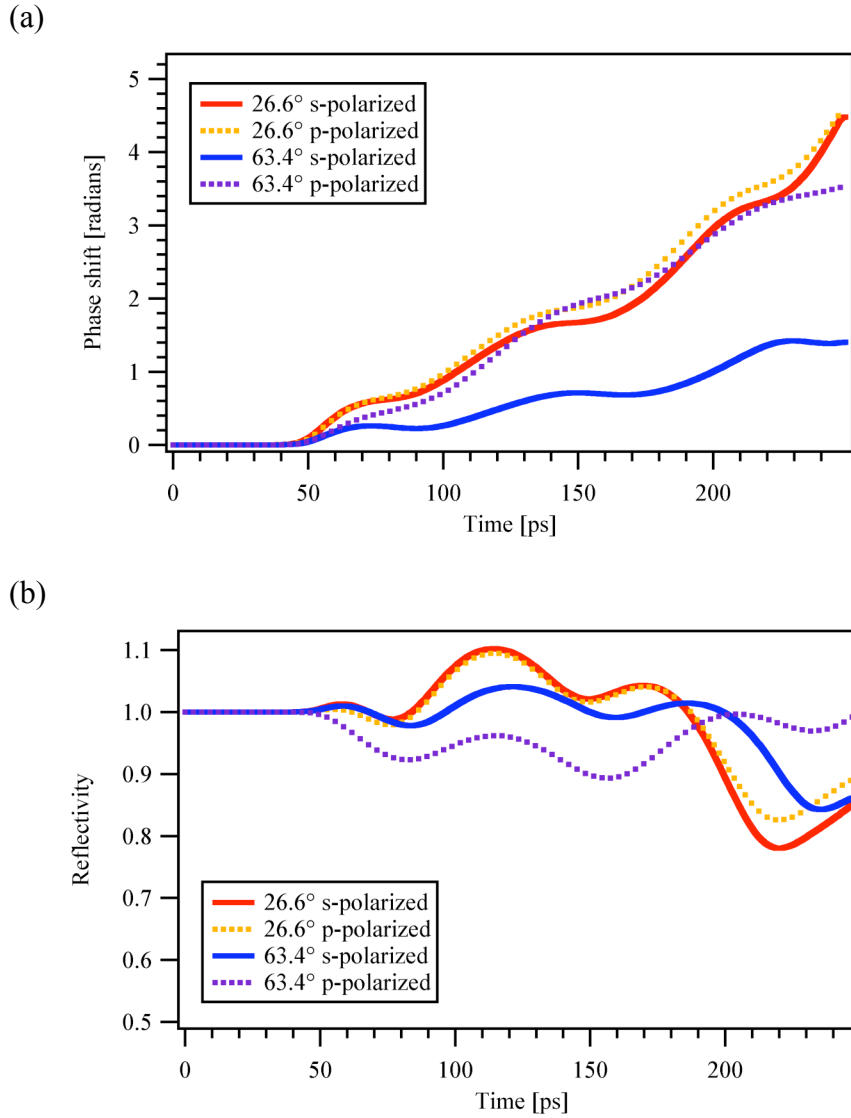 (a)
5
4
3
2
1
0
Phase shift [radians]
26.6° s-polarized
26.6° p-polarized
63.4° s-polarized
63.4° p-polarized
0 50 100 150 200
Time [ps]
(b)
1.1
1.0
0.9
0.8
0.7
0.6
0.5
Reflectivity
26.6° s-polarized
26.6° p-polarized
63.4° s-polarized
63.4° p-polarized
0 50 100 150 200
Time [ps]